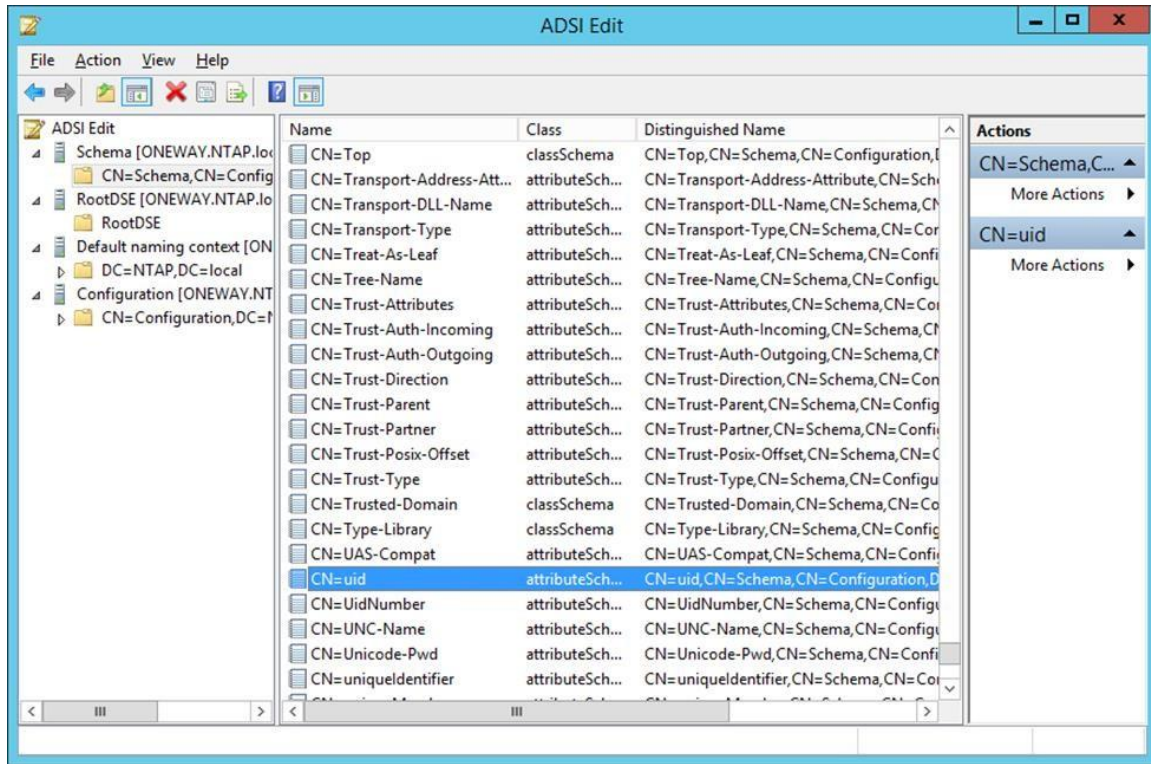 ADSI Edit
File Action View Help
ADSI Edit
Schema [ONEWAY.NTAP.loc
CN=Schema,CN=Config
RootDSE [ONEWAY.NTAP.lo
RootDSE
Default naming context [ON
DC=NTAP,DC=local
Configuration [ONEWAY.NT
CN=Configuration,DC=N
Name Class Distinguished Name
CN=Top classSchema CN=Top,CN=Schema,CN=Configuration,D
CN=Transport-Address-Att... attributeSch... CN=Transport-Address-Attribute,CN=Sche
CN=Transport-DLL-Name attributeSch... CN=Transport-DLL-Name,CN=Schema,CN
CN=Transport-Type attributeSch... CN=Transport-Type,CN=Schema,CN=Con
CN=Treat-As-Leaf attributeSch... CN=Treat-As-Leaf,CN=Schema,CN=Confi
CN=Tree-Name attributeSch... CN=Tree-Name,CN=Schema,CN=Configu
CN=Trust-Attributes attributeSch... CN=Trust-Attributes,CN=Schema,CN=Con
CN=Trust-Auth-Incoming attributeSch... CN=Trust-Auth-Incoming,CN=Schema,CN
CN=Trust-Auth-Outgoing attributeSch... CN=Trust-Auth-Outgoing,CN=Schema,CN
CN=Trust-Direction attributeSch... CN=Trust-Direction,CN=Schema,CN=Con
CN=Trust-Parent attributeSch... CN=Trust-Parent,CN=Schema,CN=Config
CN=Trust-Partner attributeSch... CN=Trust-Partner,CN=Schema,CN=Config
CN=Trust-Posix-Offset attributeSch... CN=Trust-Posix-Offset,CN=Schema,CN=C
CN=Trust-Type attributeSch... CN=Trust-Type,CN=Schema,CN=Configu
CN=Trusted-Domain classSchema CN=Trusted-Domain,CN=Schema,CN=Co
CN=Type-Library classSchema CN=Type-Library,CN=Schema,CN=Config
CN=UAS-Compat attributeSch... CN=UAS-Compat,CN=Schema,CN=Config
CN=uid attributeSch... CN=uid,CN=Schema,CN=Configuration,D
CN=UidNumber attributeSch... CN=UidNumber,CN=Schema,CN=Configu
CN=UNC-Name attributeSch... CN=UNC-Name,CN=Schema,CN=Configu
CN=Unicode-Pwd attributeSch... CN=Unicode-Pwd,CN=Schema,CN=Confi
CN=uniqueIdentifier attributeSch... CN=uniqueIdentifier,CN=Schema,CN=Con
Actions
CN=Schema,C...
More Actions
CN=uid
More Actions